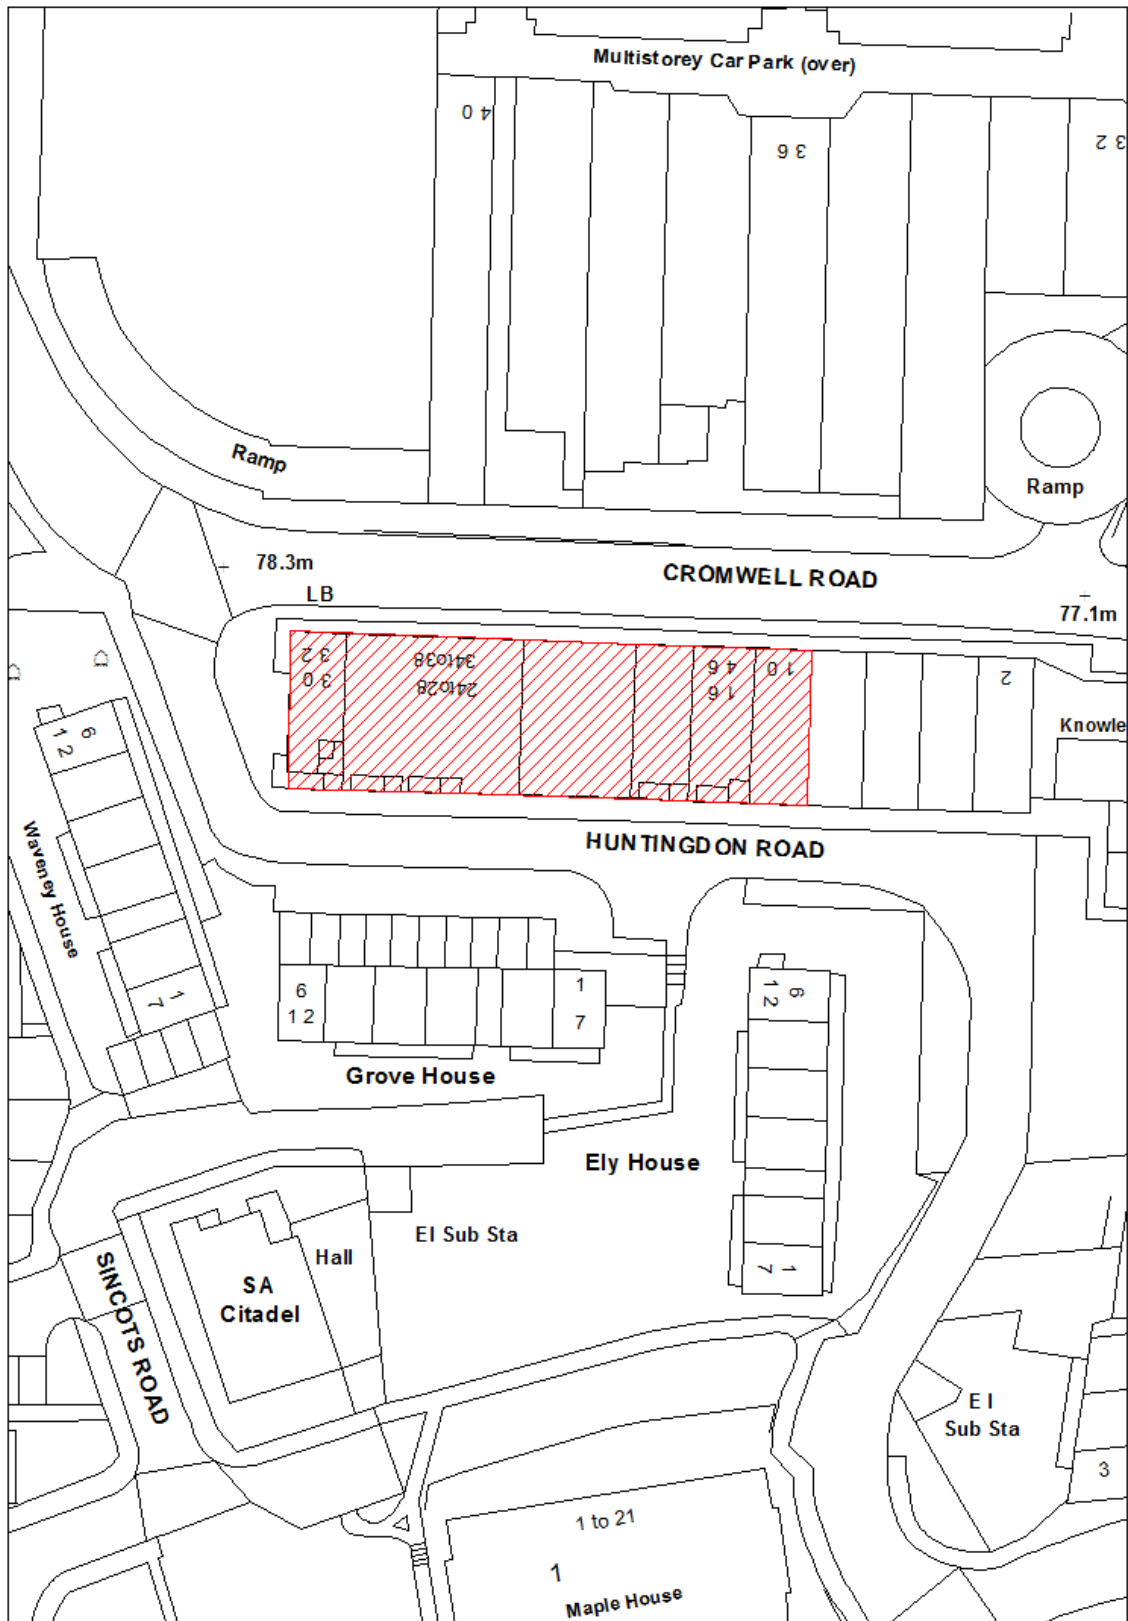 Multistorey Car Park (over)
40
36
32
Ramp
Ramp
78.3m
CROMWELL ROAD
LB
77.1m
32
30
34to38
24to28
46
16
10
2
Knowle
6
12
HUNTINGDON ROAD
Waveney House
1
7
6
12
1
7
6
12
Grove House
Ely House
El Sub Sta
Hall
SA
Citadel
SINCOTS ROAD
1
7
E l
Sub Sta
3
1 to 21
1
Maple House